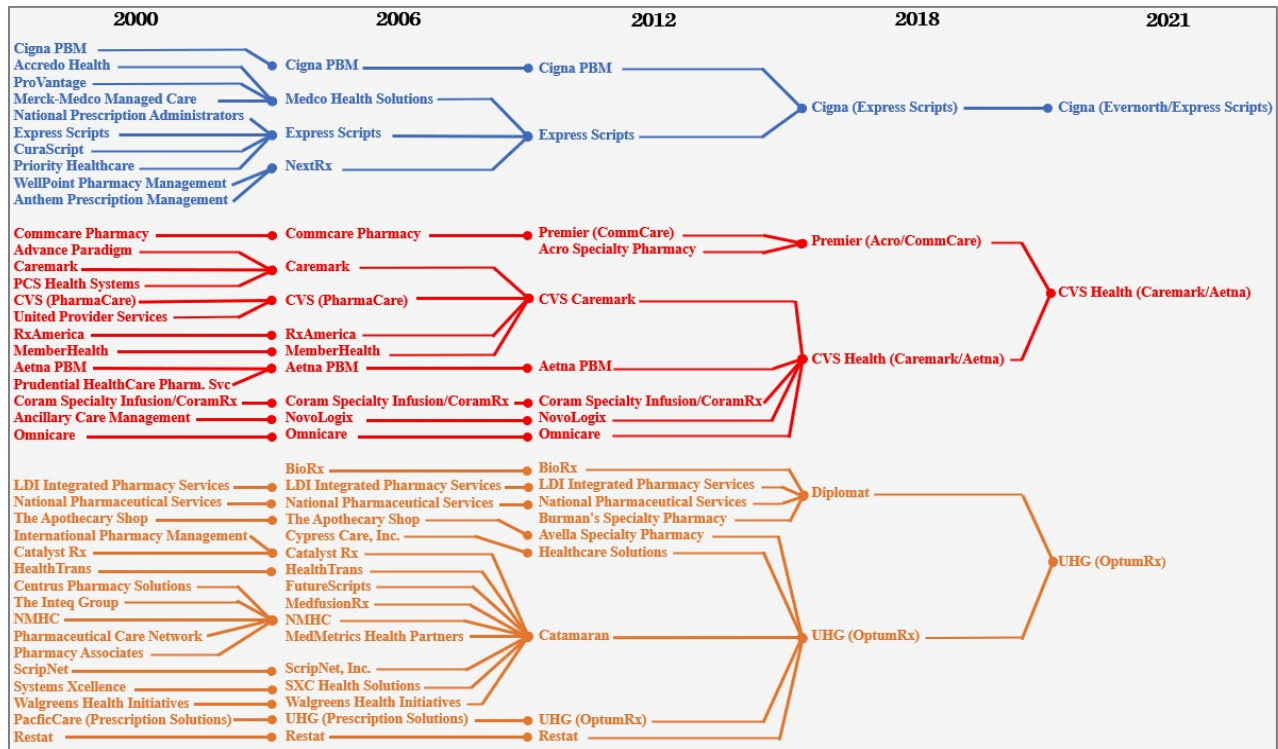 2000 2006 2012 2018 2021
Cigna PBM
Accredo Health
ProVantage
Merck-Medco Managed Care
National Prescription Administrators
Express Scripts
CuraScript
Priority Healthcare
WellPoint Pharmacy Management
Anthem Prescription Management
Cigna PBM
Medco Health Solutions
Express Scripts
NextRx
Cigna PBM
Express Scripts
Cigna (Express Scripts)
Cigna (Evernorth/Express Scripts)
Commcare Pharmacy
Advance Paradigm
Caremark
PCS Health Systems
CVS (PharmaCare)
United Provider Services
RxAmerica
MemberHealth
Aetna PBM
Prudential HealthCare Pharm. Svc
Coram Specialty Infusion/CoramRx
Ancillary Care Management
Omnicare
Commcare Pharmacy
Caremark
CVS (PharmaCare)
RxAmerica
MemberHealth
Aetna PBM
Coram Specialty Infusion/CoramRx
NovoLogix
Omnicare
Premier (CommCare)
Acro Specialty Pharmacy
CVS Caremark
Aetna PBM
Coram Specialty Infusion/CoramRx
NovoLogix
Omnicare
Premier (Acro/CommCare)
CVS Health (Caremark/Aetna)
CVS Health (Caremark/Aetna)
LDI Integrated Pharmacy Services
National Pharmaceutical Services
The Apothecary Shop
International Pharmacy Management
Catalyst Rx
HealthTrans
Centrus Pharmacy Solutions
The Inteq Group
NMHC
Pharmaceutical Care Network
Pharmacy Associates
ScripNet
Systems Xcellence
Walgreens Health Initiatives
PacficCare (Prescription Solutions)
Restat
BioRx
LDI Integrated Pharmacy Services
National Pharmaceutical Services
The Apothecary Shop
Cypress Care, Inc.
Catalyst Rx
HealthTrans
FutureScripts
MedfusionRx
NMHC
MedMetrics Health Partners
ScripNet, Inc.
SXC Health Solutions
Walgreens Health Initiatives
UHG (Prescription Solutions)
Restat
BioRx
LDI Integrated Pharmacy Services
National Pharmaceutical Services
Burman's Specialty Pharmacy
Avella Specialty Pharmacy
Healthcare Solutions
Catamaran
UHG (OptumRx)
Restat
Diplomat
UHG (OptumRx)
UHG (OptumRx)